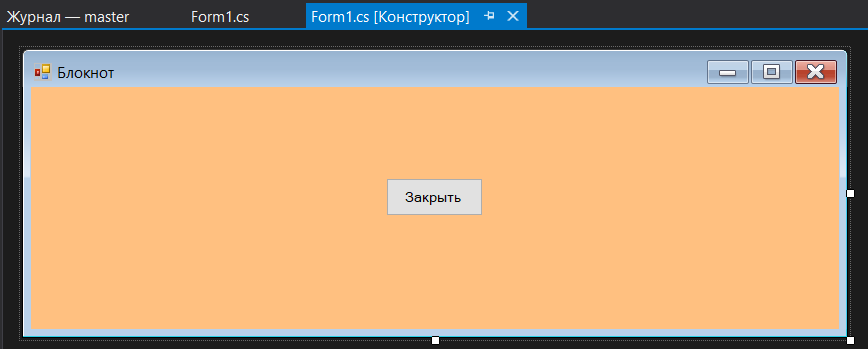 Журнал — master Form1.cs Form1.cs [Конструктор]
Блокнот
Закрыть